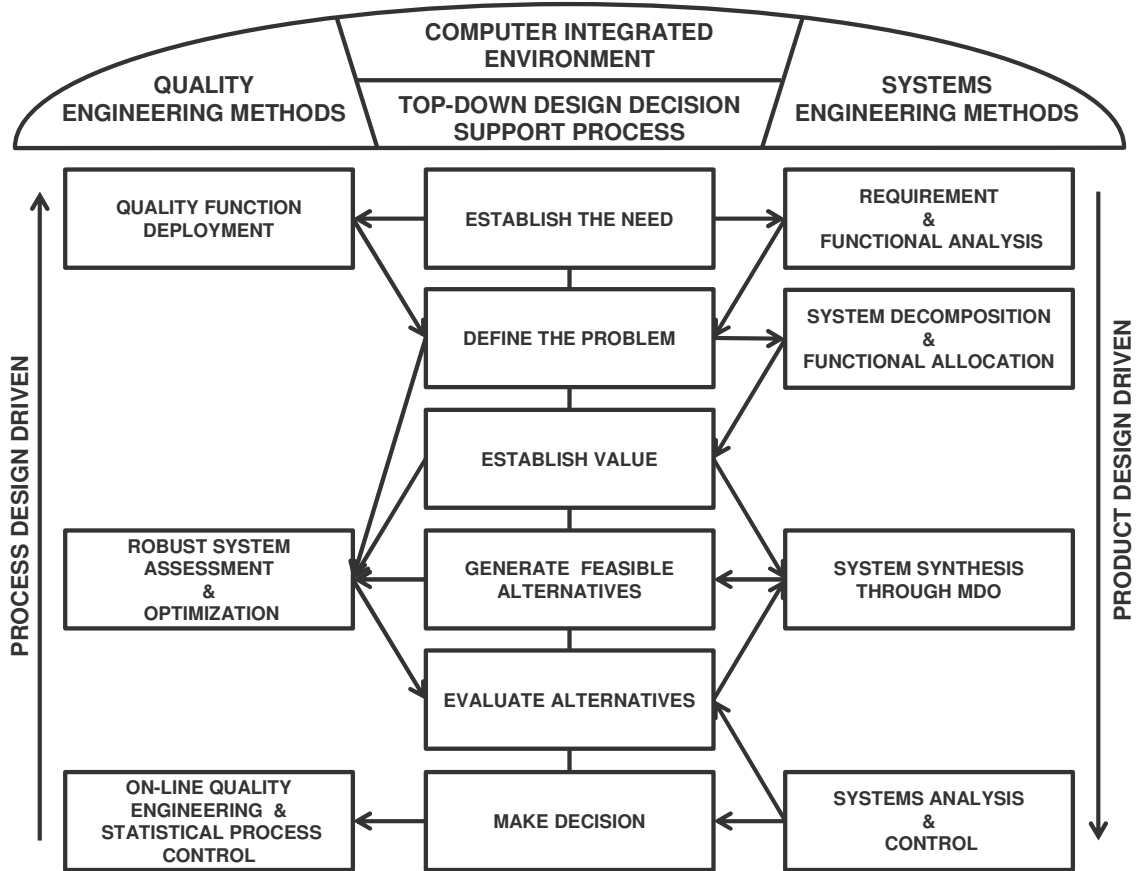 COMPUTER INTEGRATED
ENVIRONMENT
QUALITY
ENGINEERING METHODS
TOP-DOWN DESIGN DECISION
SUPPORT PROCESS
SYSTEMS
ENGINEERING METHODS
PROCESS DESIGN DRIVEN
QUALITY FUNCTION
DEPLOYMENT
ESTABLISH THE NEED
REQUIREMENT
&
FUNCTIONAL ANALYSIS
DEFINE THE PROBLEM
SYSTEM DECOMPOSITION
&
FUNCTIONAL ALLOCATION
ESTABLISH VALUE
ROBUST SYSTEM
ASSESSMENT
&
OPTIMIZATION
GENERATE FEASIBLE
ALTERNATIVES
SYSTEM SYNTHESIS
THROUGH MDO
EVALUATE ALTERNATIVES
ON-LINE QUALITY
ENGINEERING &
STATISTICAL PROCESS
CONTROL
MAKE DECISION
SYSTEMS ANALYSIS
&
CONTROL
PRODUCT DESIGN DRIVEN